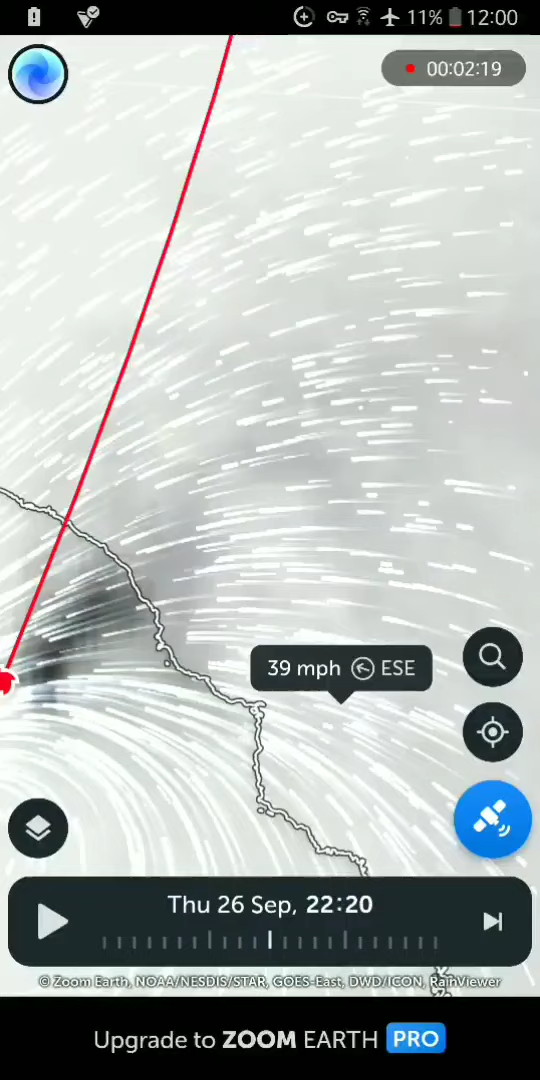 11% 12:00
00:02:19
39 mph ESE
Thu 26 Sep, 22:20
© Zoom Earth, NOAA/NESDIS/STAR, GOES-East, DWD/ICON, RainViewer
Upgrade to ZOOM EARTH PRO